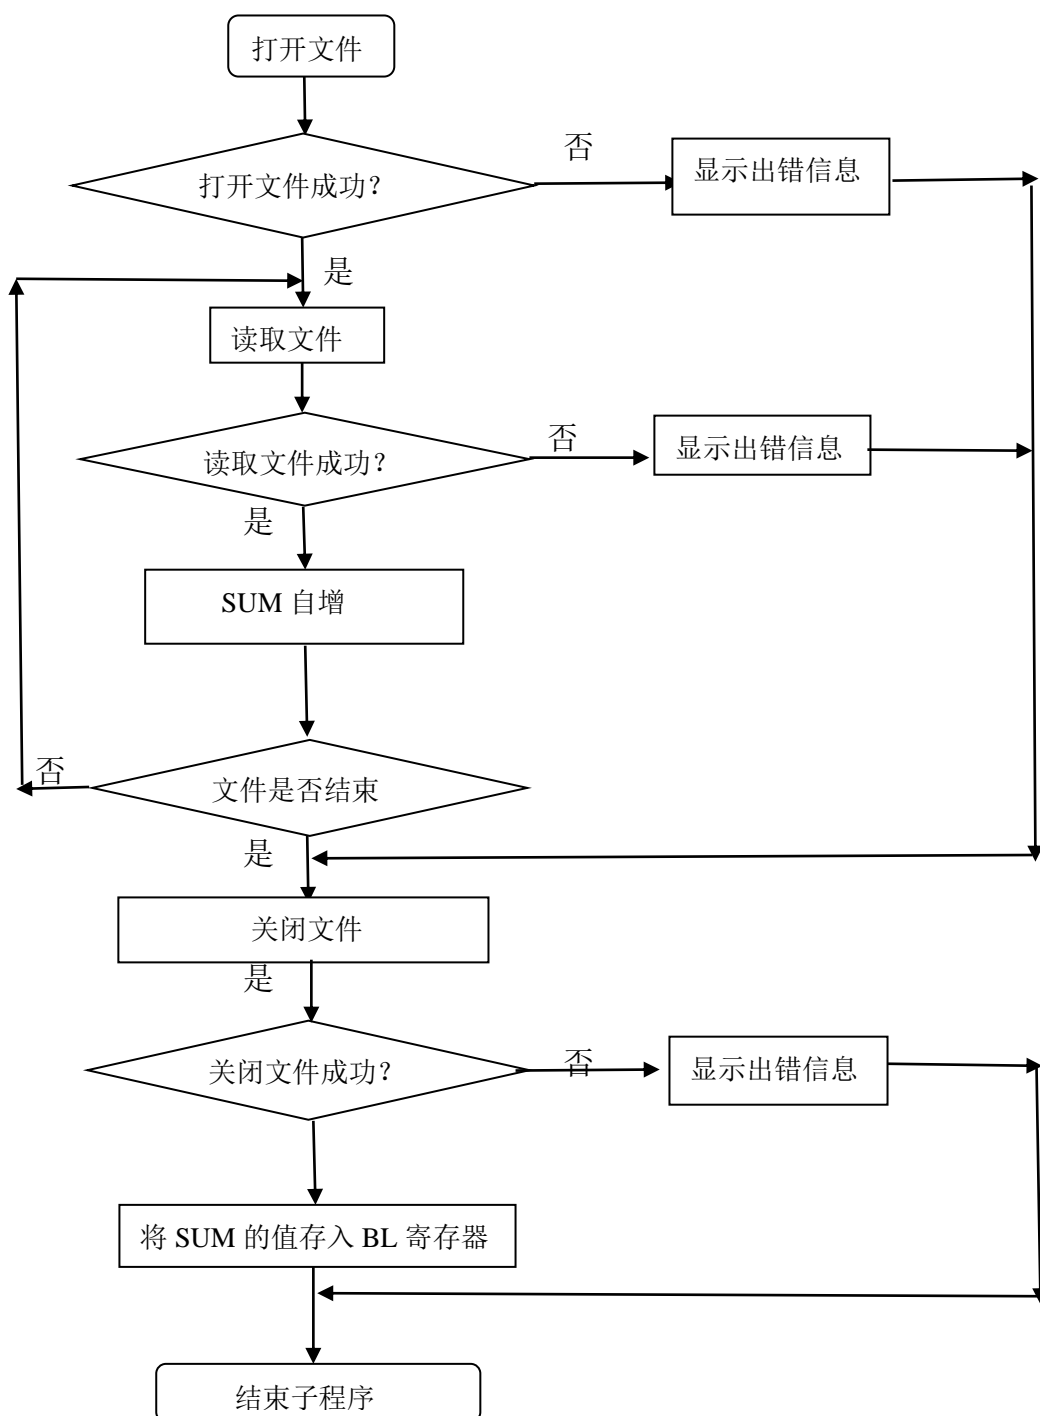 打开文件
否
打开文件成功？
显示出错信息
是
读取文件
否
读取文件成功？
显示出错信息
是
SUM 自增
否
文件是否结束
是
关闭文件
是
关闭文件成功？
否
显示出错信息
将 SUM 的值存入 BL 寄存器
结束子程序